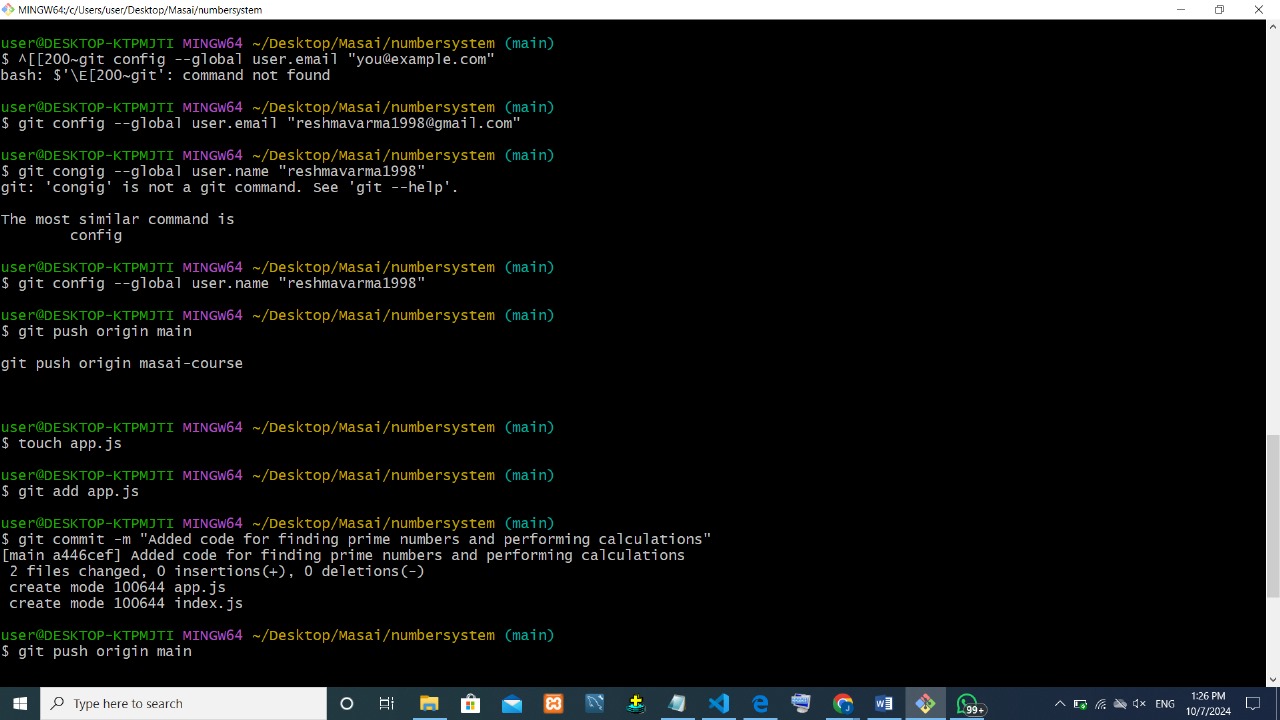 MINGW64:/c/Users/user/Desktop/Masai/numbersystem
user@DESKTOP-KTPMJTI MINGW64 ~/Desktop/Masai/numbersystem (main)
$ ^[[200~git config --global user.email "you@example.com"
bash: $'\E[200~git': command not found
user@DESKTOP-KTPMJTI MINGW64 ~/Desktop/Masai/numbersystem (main)
$ git config --global user.email "reshmavarma1998@gmail.com"
user@DESKTOP-KTPMJTI MINGW64 ~/Desktop/Masai/numbersystem (main)
$ git congig --global user.name "reshmavarma1998"
git: 'congig' is not a git command. See 'git --help'.
The most similar command is
config
user@DESKTOP-KTPMJTI MINGW64 ~/Desktop/Masai/numbersystem (main)
$ git config --global user.name "reshmavarma1998"
user@DESKTOP-KTPMJTI MINGW64 ~/Desktop/Masai/numbersystem (main)
$ git push origin main
git push origin masai-course
user@DESKTOP-KTPMJTI MINGW64 ~/Desktop/Masai/numbersystem (main)
$ touch app.js
user@DESKTOP-KTPMJTI MINGW64 ~/Desktop/Masai/numbersystem (main)
$ git add app.js
user@DESKTOP-KTPMJTI MINGW64 ~/Desktop/Masai/numbersystem (main)
$ git commit -m "Added code for finding prime numbers and performing calculations"
[main a446cef] Added code for finding prime numbers and performing calculations
2 files changed, 0 insertions(+), 0 deletions(-)
create mode 100644 app.js
create mode 100644 index.js
user@DESKTOP-KTPMJTI MINGW64 ~/Desktop/Masai/numbersystem (main)
$ git push origin main
Type here to search
99+
ENG
1:26 PM
10/7/2024